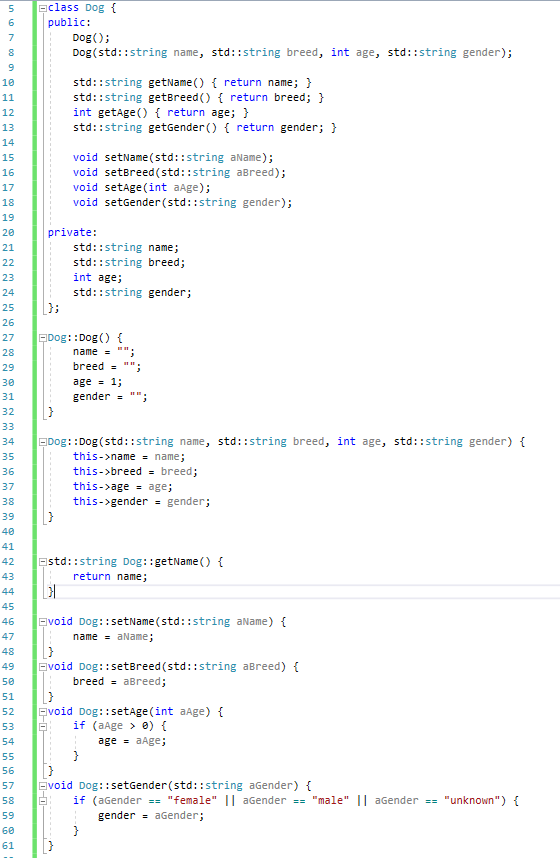 5 class Dog {
6 public:
7     Dog();
8     Dog(std::string name, std::string breed, int age, std::string gender);
9
10     std::string getName() { return name; }
11     std::string getBreed() { return breed; }
12     int getAge() { return age; }
13     std::string getGender() { return gender; }
14
15     void setName(std::string aName);
16     void setBreed(std::string aBreed);
17     void setAge(int aAge);
18     void setGender(std::string gender);
19
20 private:
21     std::string name;
22     std::string breed;
23     int age;
24     std::string gender;
25 };
26
27 Dog::Dog() {
28     name = "";
29     breed = "";
30     age = 1;
31     gender = "";
32 }
33
34 Dog::Dog(std::string name, std::string breed, int age, std::string gender) {
35     this->name = name;
36     this->breed = breed;
37     this->age = age;
38     this->gender = gender;
39 }
40
41
42 std::string Dog::getName() {
43     return name;
44 }
45
46 void Dog::setName(std::string aName) {
47     name = aName;
48 }
49 void Dog::setBreed(std::string aBreed) {
50     breed = aBreed;
51 }
52 void Dog::setAge(int aAge) {
53     if (aAge > 0) {
54         age = aAge;
55     }
56 }
57 void Dog::setGender(std::string aGender) {
58     if (aGender == "female" || aGender == "male" || aGender == "unknown") {
59         gender = aGender;
60     }
61 }